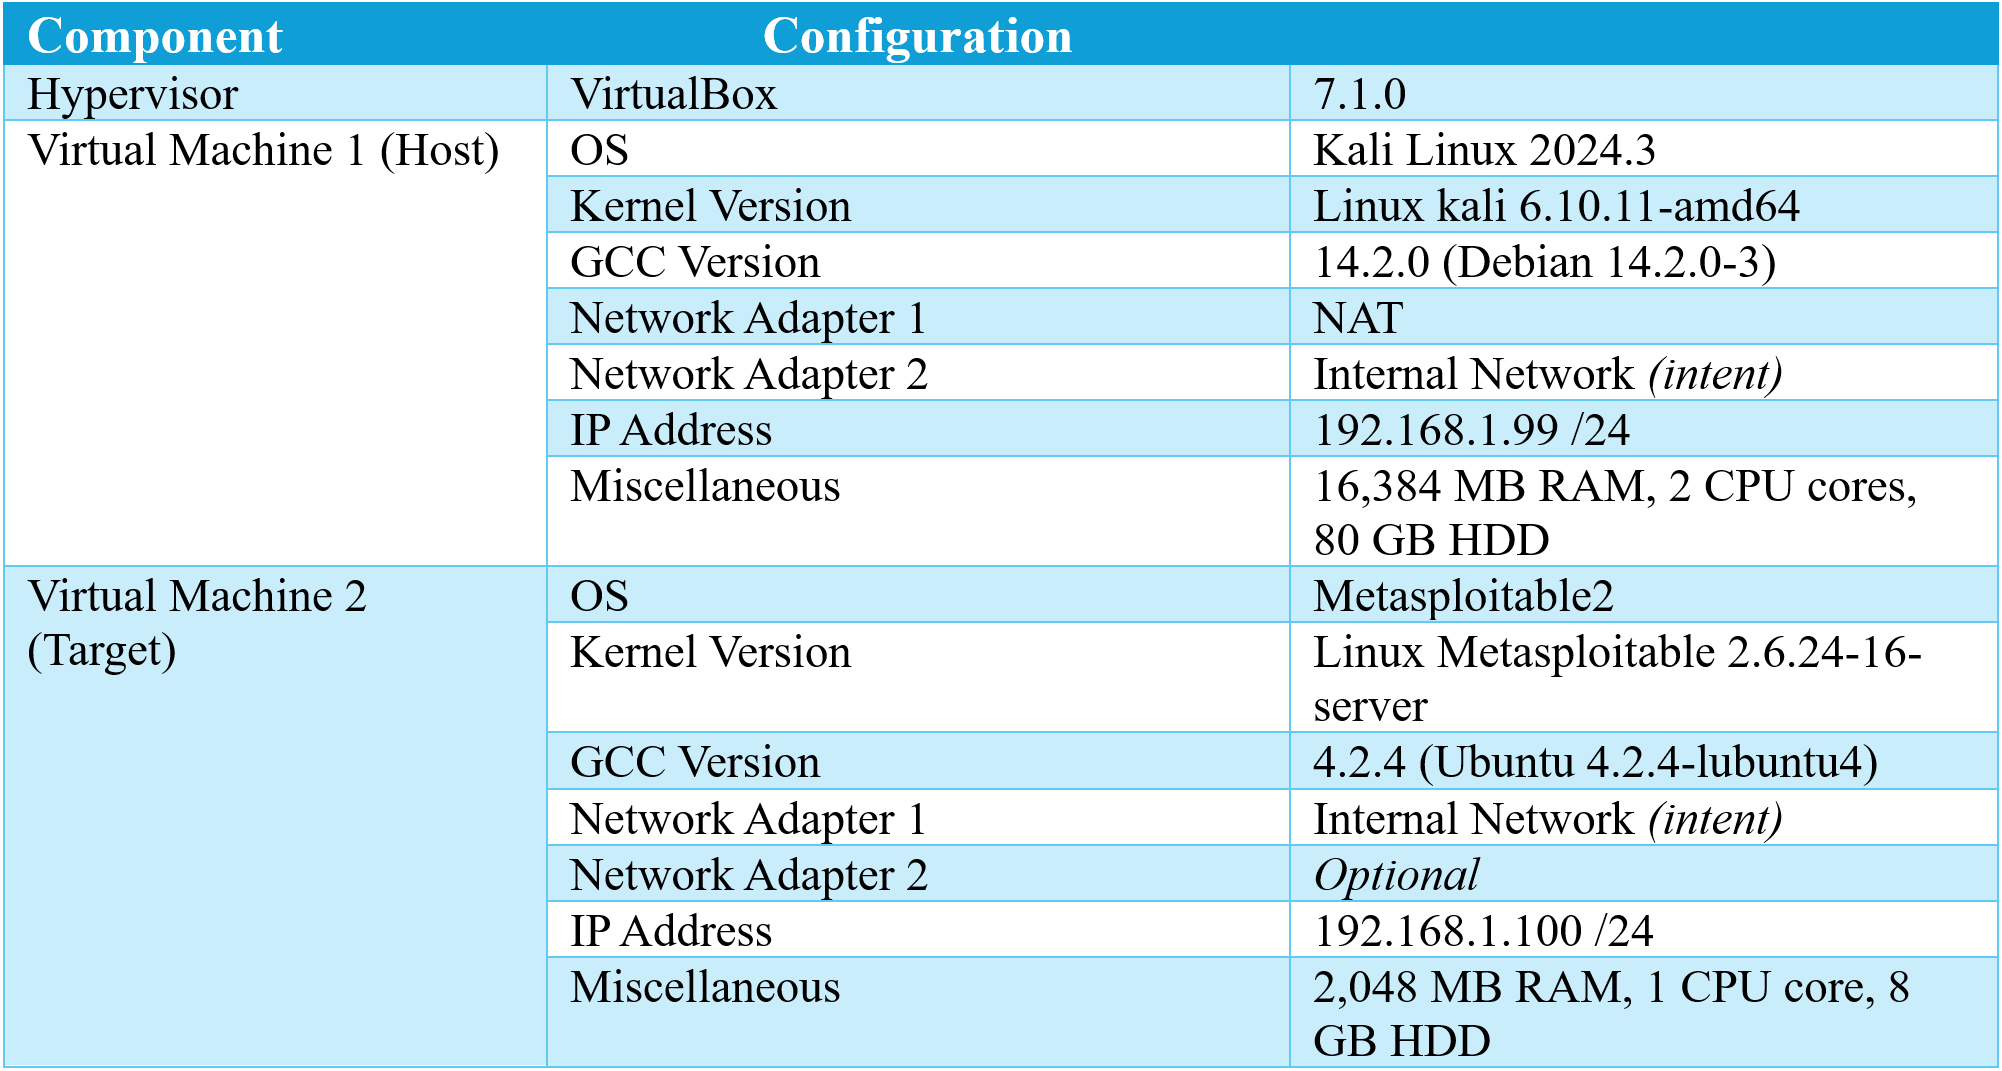 Component Configuration
Hypervisor VirtualBox 7.1.0
Virtual Machine 1 (Host) OS Kali Linux 2024.3
Kernel Version Linux kali 6.10.11-amd64
GCC Version 14.2.0 (Debian 14.2.0-3)
Network Adapter 1 NAT
Network Adapter 2 Internal Network (intent)
IP Address 192.168.1.99 /24
Miscellaneous 16,384 MB RAM, 2 CPU cores,
80 GB HDD
Virtual Machine 2 OS Metasploitable2
(Target) Kernel Version Linux Metasploitable 2.6.24-16-
server
GCC Version 4.2.4 (Ubuntu 4.2.4-lubuntu4)
Network Adapter 1 Internal Network (intent)
Network Adapter 2 Optional
IP Address 192.168.1.100 /24
Miscellaneous 2,048 MB RAM, 1 CPU core, 8
GB HDD